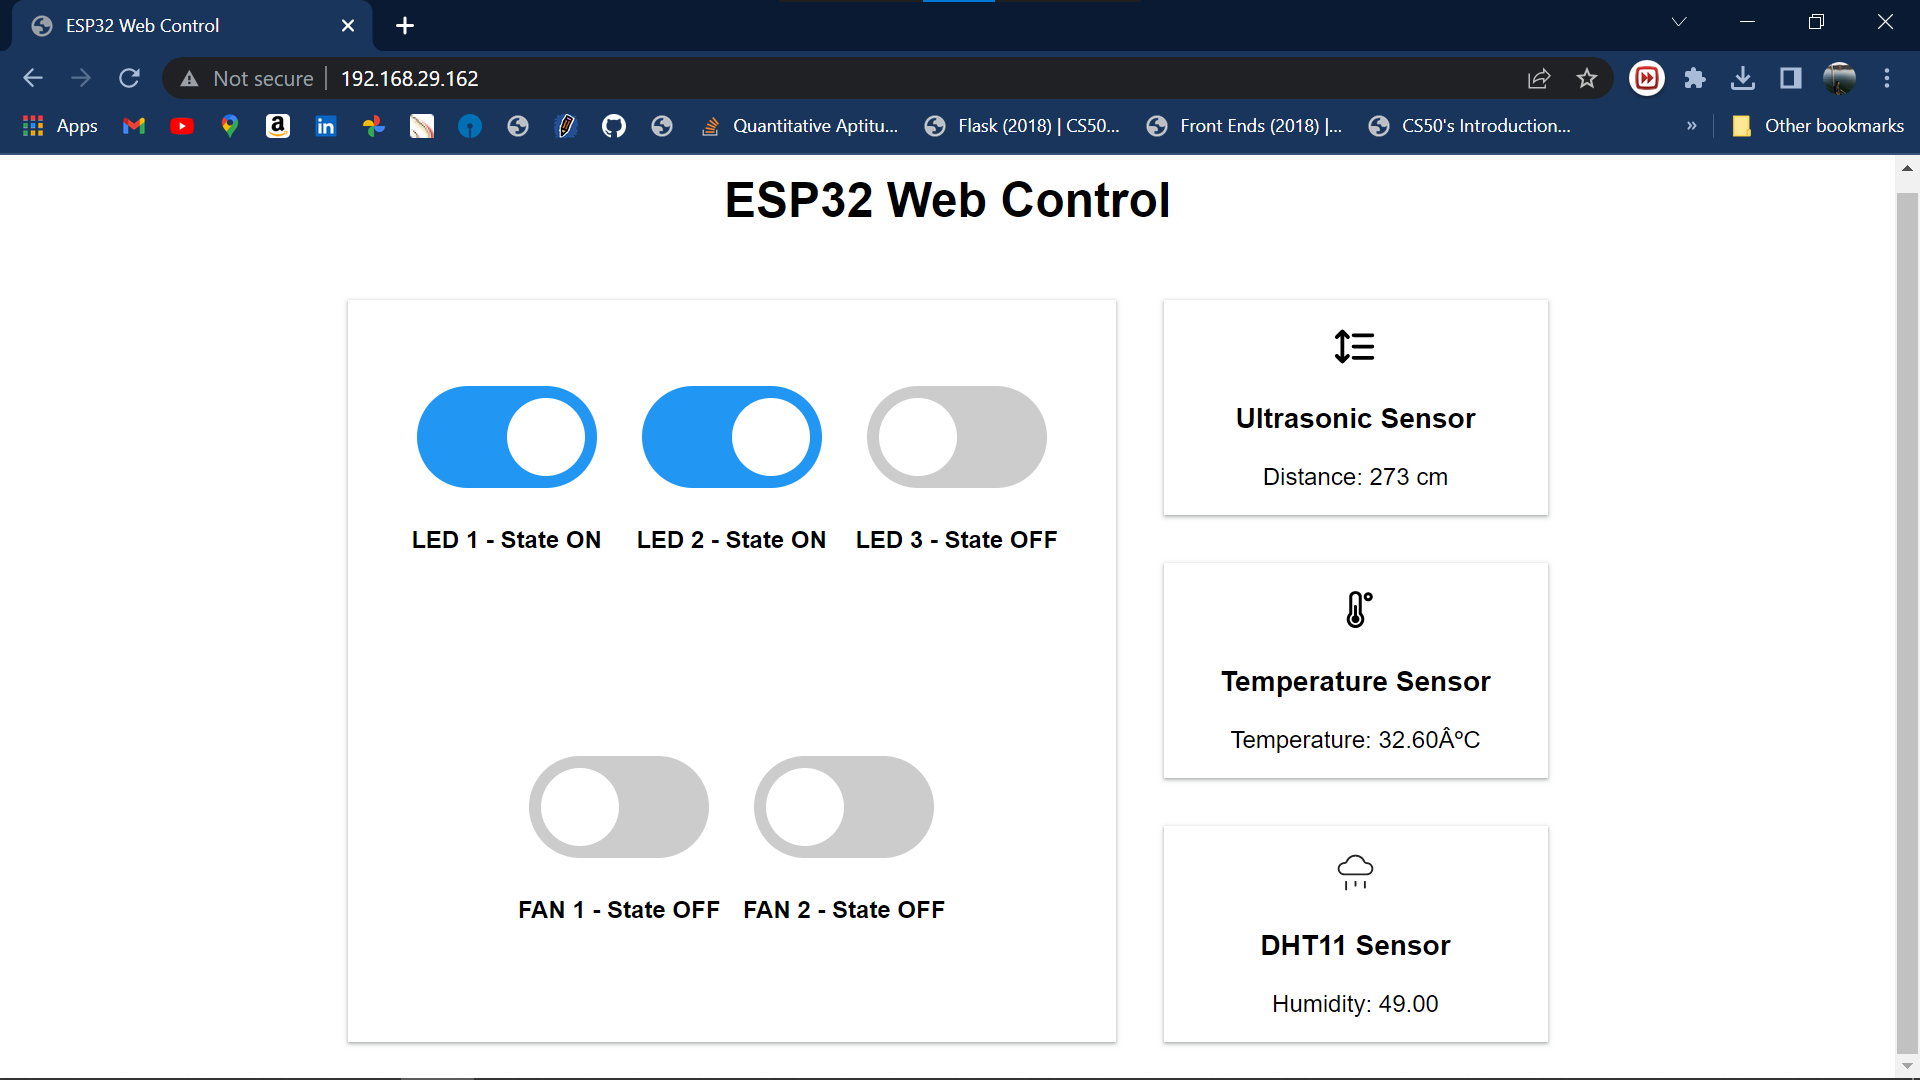 ESP32 Web Control
Not secure 192.168.29.162
Apps a in Quantitative Aptitu... Flask (2018) | CS50... Front Ends (2018) |... CS50's Introduction... » Other bookmarks
ESP32 Web Control
LED 1 - State ON LED 2 - State ON LED 3 - State OFF
FAN 1 - State OFF FAN 2 - State OFF
Ultrasonic Sensor
Distance: 273 cm
Temperature Sensor
Temperature: 32.60ÂºC
DHT11 Sensor
Humidity: 49.00